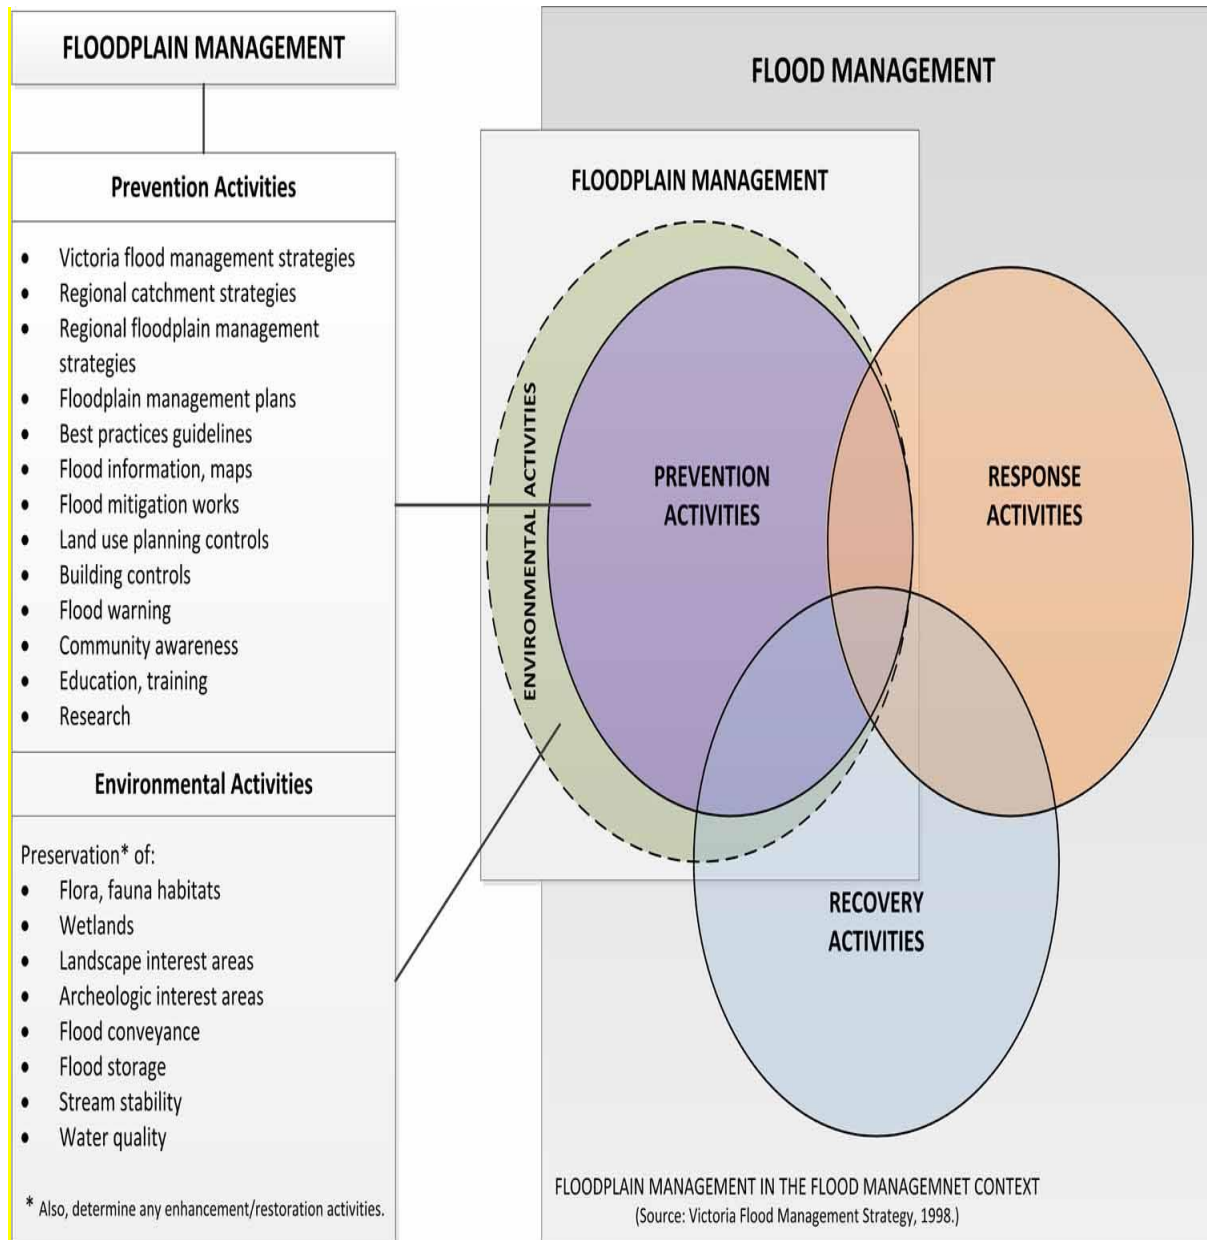 FLOODPLAIN MANAGEMENT
Prevention Activities
• Victoria flood management strategies
• Regional catchment strategies
• Regional floodplain management
strategies
• Floodplain management plans
• Best practices guidelines
• Flood information, maps
• Flood mitigation works
• Land use planning controls
• Building controls
• Flood warning
• Community awareness
• Education, training
• Research
Environmental Activities
Preservation* of:
• Flora, fauna habitats
• Wetlands
• Landscape interest areas
• Archeologic interest areas
• Flood conveyance
• Flood storage
• Stream stability
• Water quality
* Also, determine any enhancement/restoration activities.
FLOOD MANAGEMENT
FLOODPLAIN MANAGEMENT
ENVIRONMENTAL ACTIVITIES
PREVENTION
ACTIVITIES
RESPONSE
ACTIVITIES
RECOVERY
ACTIVITIES
FLOODPLAIN MANAGEMENT IN THE FLOOD MANAGEMNET CONTEXT
(Source: Victoria Flood Management Strategy, 1998.)